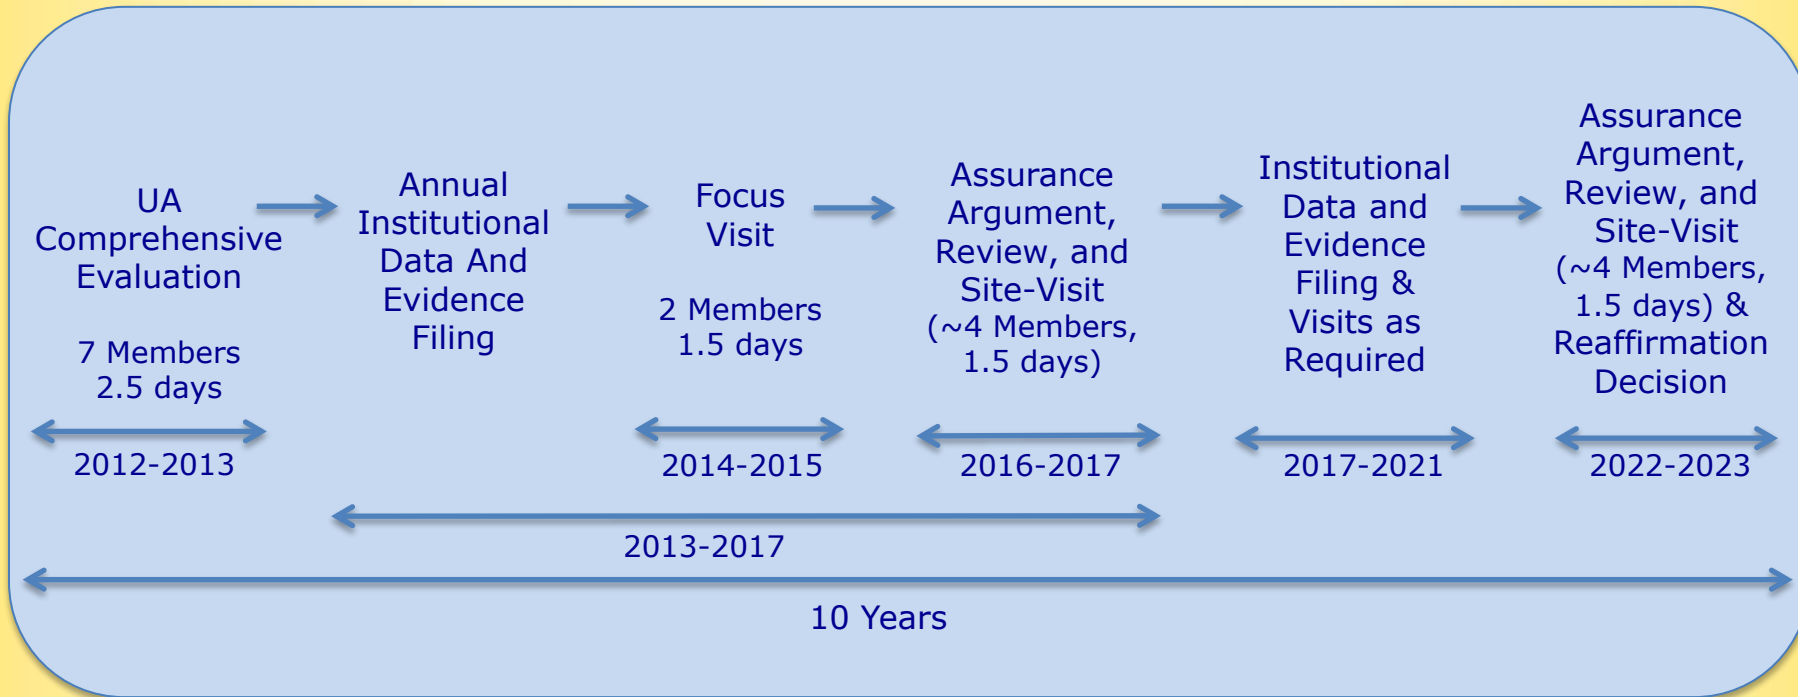 UA
Comprehensive
Evaluation
7 Members
2.5 days
Annual
Institutional
Data And
Evidence
Filing
Focus
Visit
2 Members
1.5 days
Assurance
Argument,
Review, and
Site-Visit
(~4 Members,
1.5 days)
Institutional
Data and
Evidence
Filing &
Visits as
Required
Assurance
Argument,
Review, and
Site-Visit
(~4 Members,
1.5 days) &
Reaffirmation
Decision
2012-2013
2014-2015
2016-2017
2017-2021
2022-2023
2013-2017
10 Years